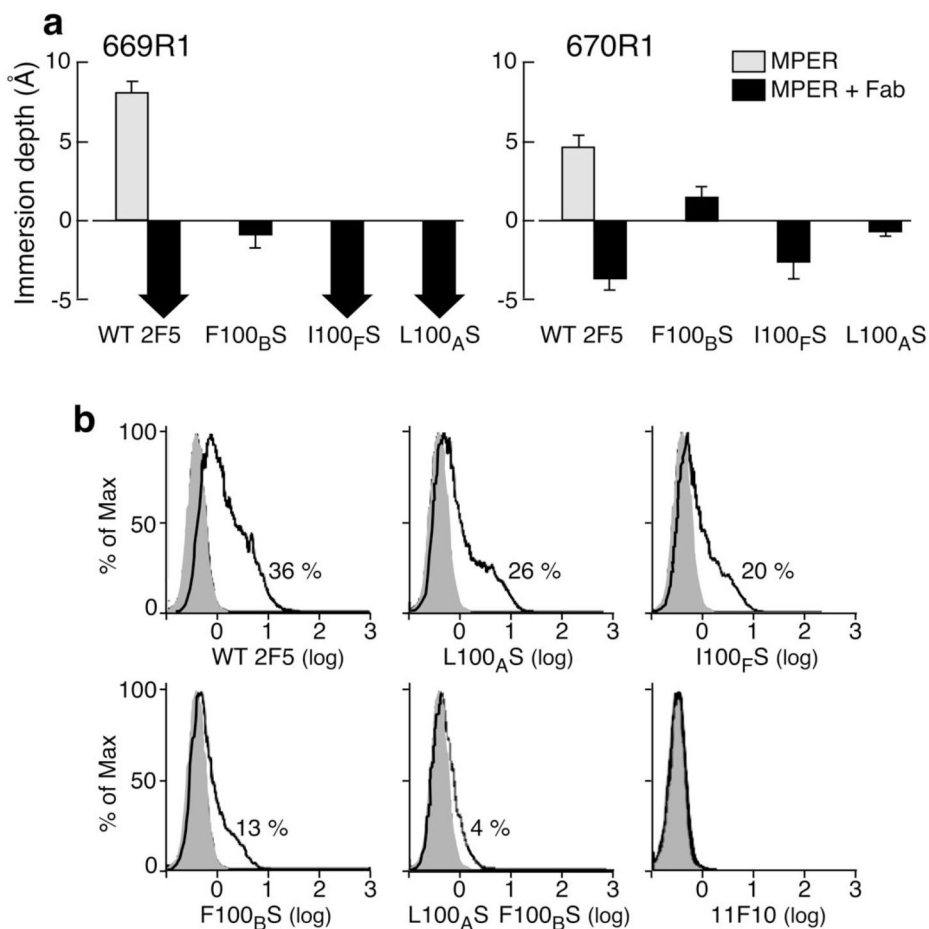 a
669R1
670R1
MPER
MPER + Fab
Immersion depth (Å)
10
5
0
-5
WT 2F5 F100BS I100FS L100AS
10
5
0
-5
WT 2F5 F100BS I100FS L100AS
b
% of Max
100
50
0
36 %
0 1 2 3
WT 2F5 (log)
26 %
0 1 2 3
L100AS (log)
20 %
0 1 2 3
I100FS (log)
% of Max
100
50
0
13 %
0 1 2 3
F100BS (log)
4 %
0 1 2 3
L100AS F100BS (log)
0 1 2 3
11F10 (log)